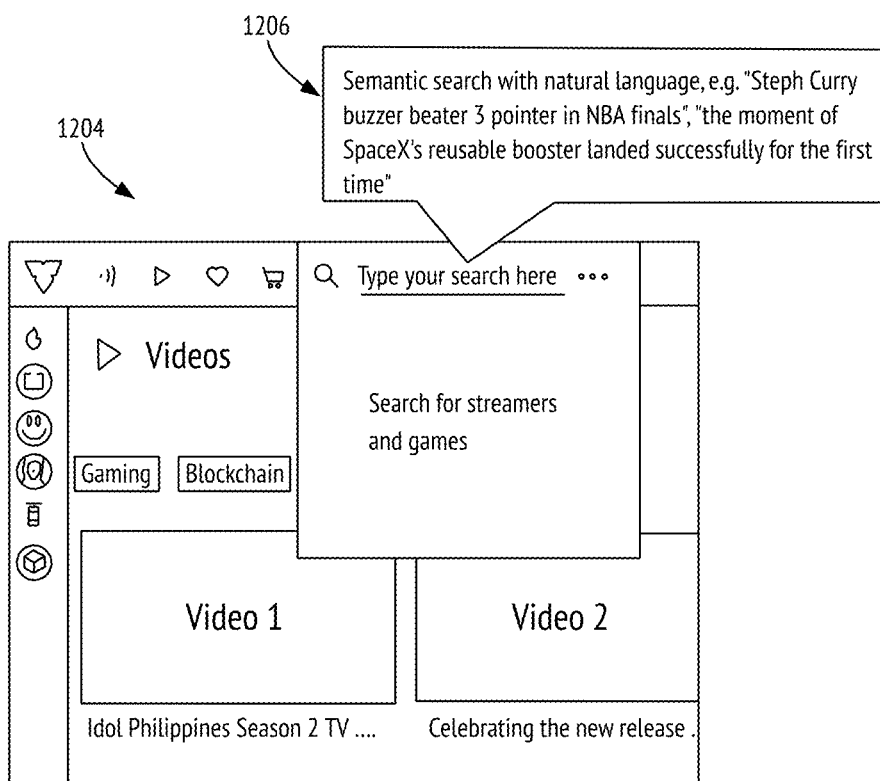 1206
Semantic search with natural language, e.g. "Steph Curry
buzzer beater 3 pointer in NBA finals", "the moment of
SpaceX's reusable booster landed successfully for the first
time"
1204
Type your search here
Videos
Search for streamers
and games
Gaming
Blockchain
Video 1
Video 2
Idol Philippines Season 2 TV ....
Celebrating the new release .